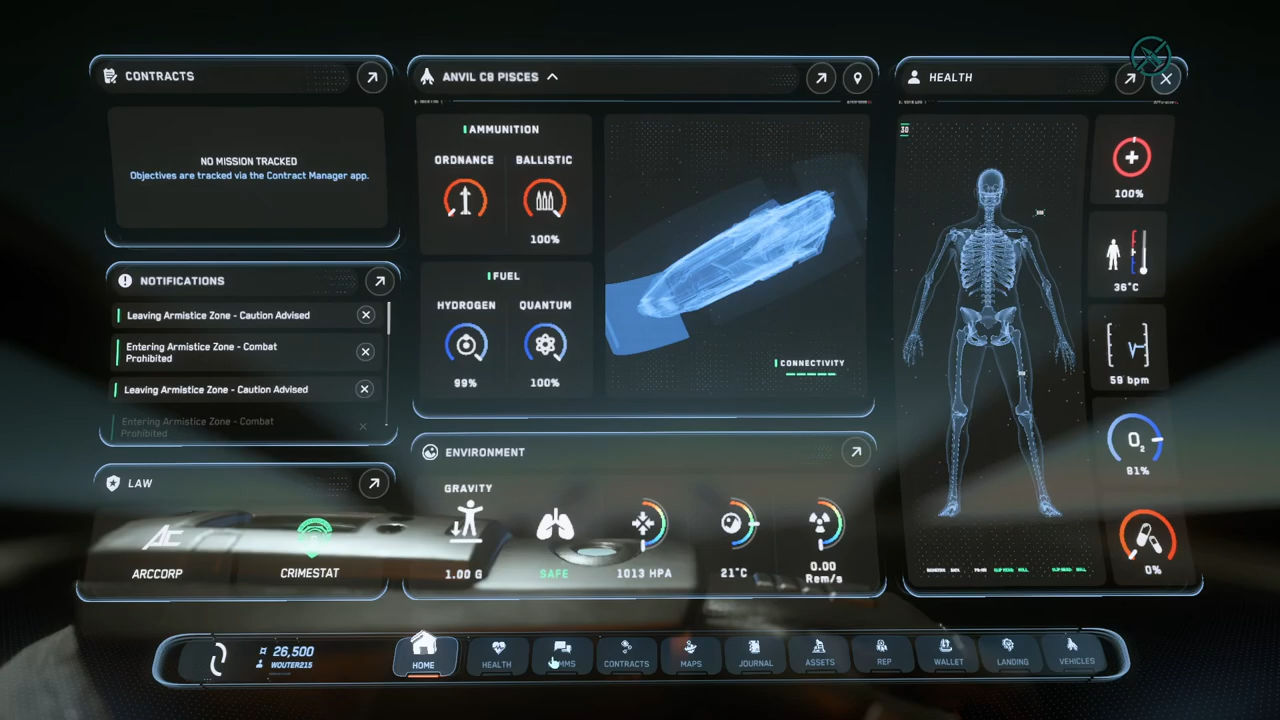 CONTRACTS
NO MISSION TRACKED
Objectives are tracked via the Contract Manager app.
NOTIFICATIONS
Leaving Armistice Zone - Caution Advised
Entering Armistice Zone - Combat
Prohibited
Leaving Armistice Zone - Caution Advised
Entering Armistice Zone - Combat
Prohibited
LAW
ARCCORP
CRIMESTAT
ANVIL C8 PISCES
AMMUNITION
ORDNANCE
BALLISTIC
100%
FUEL
HYDROGEN
QUANTUM
99%
100%
CONNECTIVITY
ENVIRONMENT
GRAVITY
1.00 G
SAFE
1013 HPA
21°C
0.00
Rem/s
HEALTH
30
100%
36°C
59 bpm
O2
81%
0%
26,500
WOUTER215
HOME
HEALTH
CONTRACTS
MAPS
JOURNAL
ASSETS
REP
WALLET
LANDING
VEHICLES